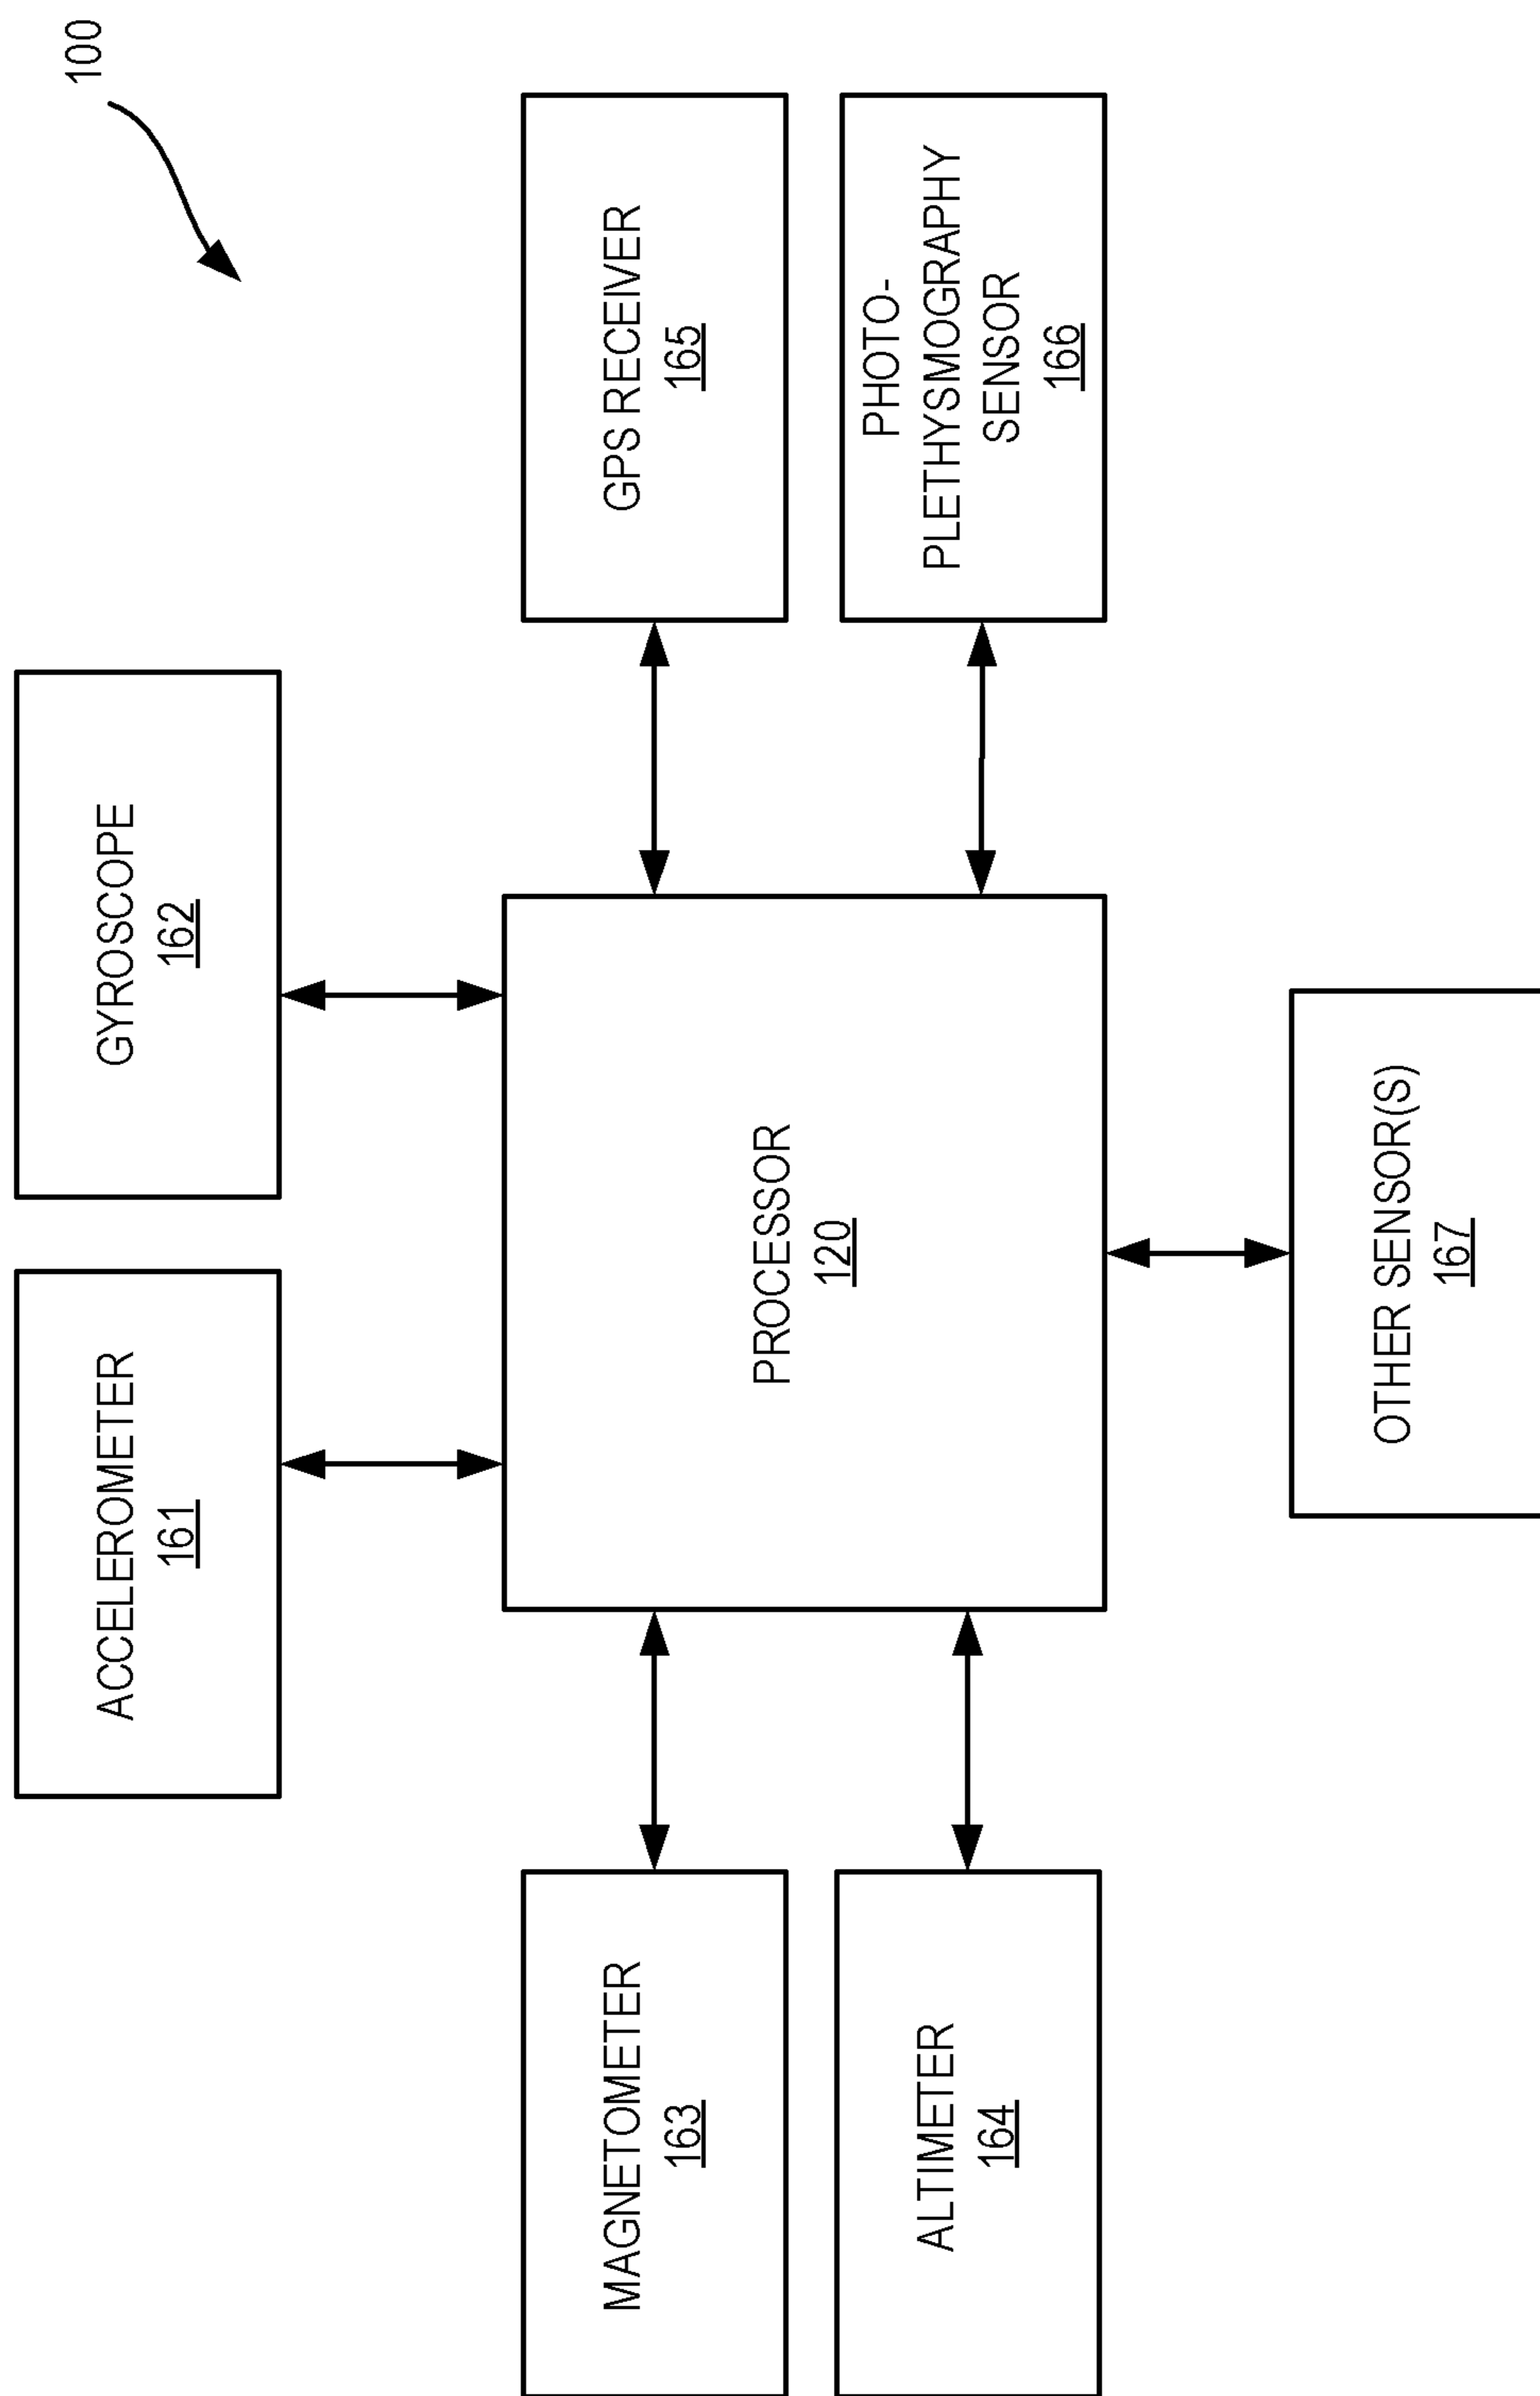 100
ACCELEROMETER
161
GYROSCOPE
162
MAGNETOMETER
163
PROCESSOR
120
GPS RECEIVER
165
ALTIMETER
164
PHOTO-
PLETHYSMOGRAPHY
SENSOR
166
OTHER SENSOR(S)
167